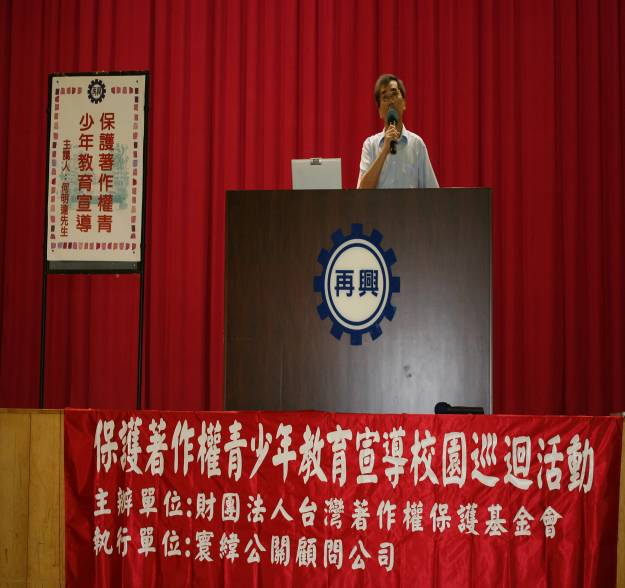 再興
保護著作權青
少年教育宣導
主講人:何明達先生
再興
保護著作權青少年教育宣導校園巡迴活動
主辦單位:財團法人台灣著作權保護基金會
執行單位:寰緯公關顧問公司